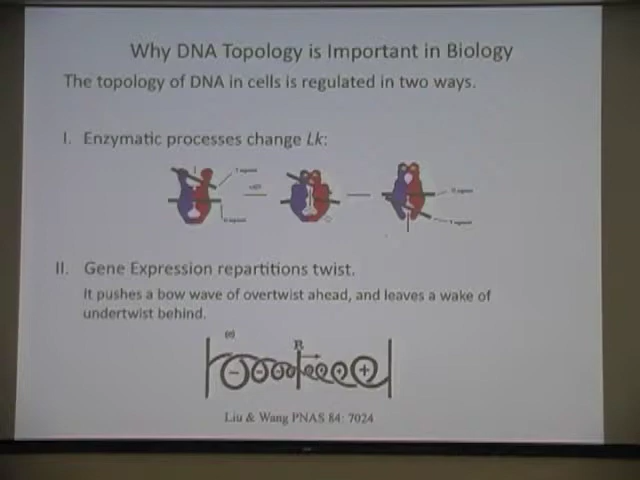 Why DNA Topology is Important in Biology
The topology of DNA in cells is regulated in two ways.
I. Enzymatic processes change Lk:
II. Gene Expression repartitions twist.
It pushes a bow wave of overtwist ahead, and leaves a wake of
undertwist behind.
R
− +
Liu & Wang PNAS 84: 7024